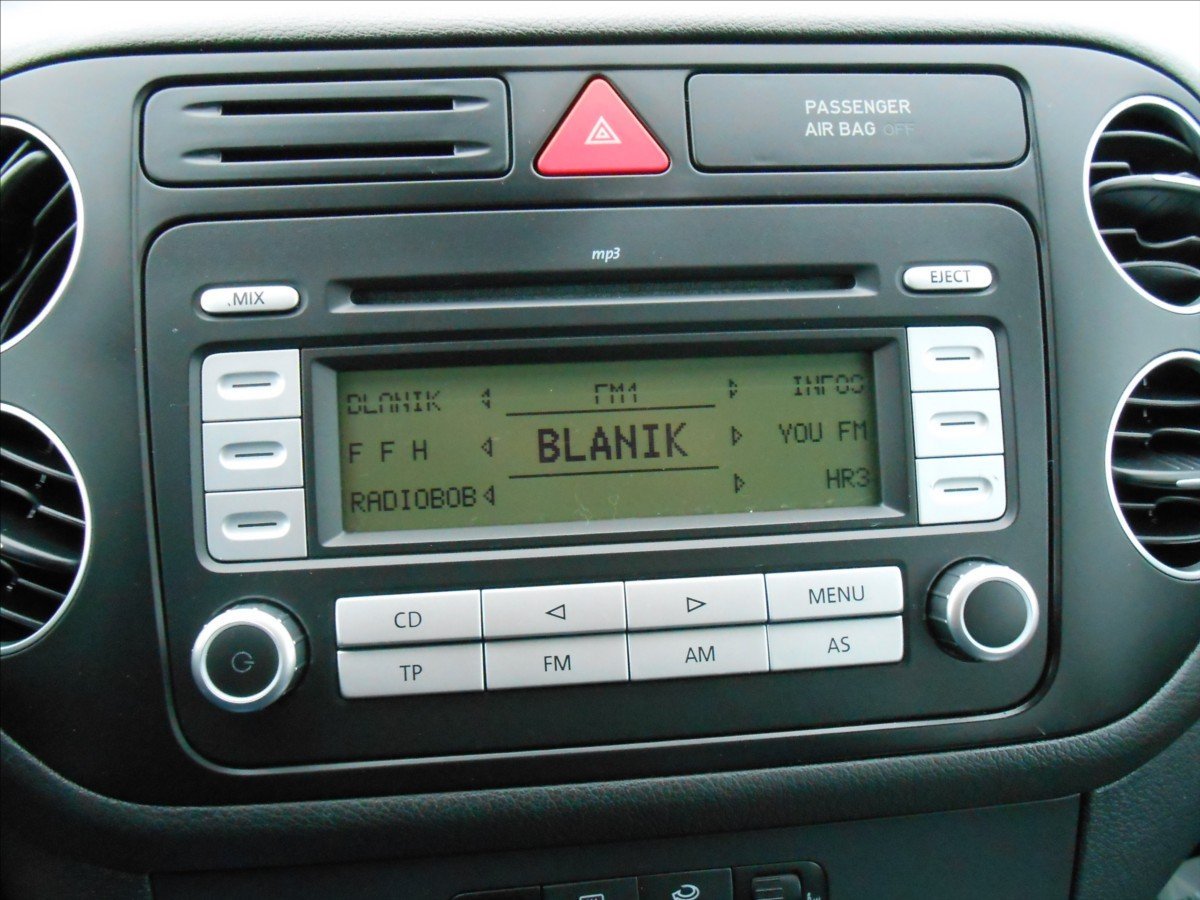 PASSENGER
AIR BAG OFF
mp3
MIX
EJECT
BLANIK FM1 INFOS
F F H BLANIK YOU FM
RADIOBOB HR3
CD MENU
TP FM AM AS